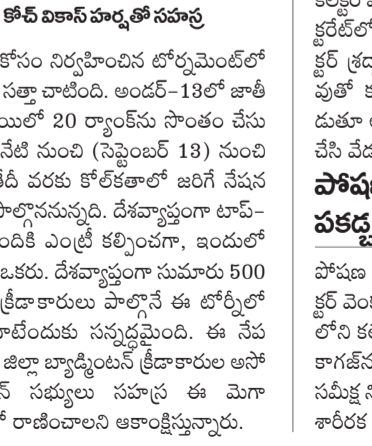 కోచ్ వికాస్ హర్షతో సహస్ర
కోసం నిర్వహించిన టోర్నమెంట్‌లో
సత్తా చాటింది. అండర్-13లో జాతీ
యిలో 20 ర్యాంక్‌ను సొంతం చేసు
నేటి నుంచి (సెప్టెంబర్ 13) నుంచి
తీదీ వరకు కోల్‌కతాలో జరిగే నేషన
పాల్గొననున్నది. దేశవ్యాప్తంగా టాప్-
ందికి ఎంట్రీ కల్పించగా, ఇందులో
ఒకరు. దేశవ్యాప్తంగా సుమారు 500
క్రీడాకారులు పాల్గొనే ఈ టోర్నీలో
ాటేందుకు సన్నద్ధమైంది. ఈ నేప
జిల్లా బ్యాడ్మింటన్ క్రీడాకారుల అసో
న్ సభ్యులు సహస్ర ఈ మెగా
ో రాణించాలని ఆకాంక్షిస్తున్నారు.
క్టరేట్‌లో
క్టర్ శ్రద్ధ
వుతో క
డుతూ
చేసి వేడ
పోషణ
పకడ్బ
పోషణ
క్టర్ వెంక
లోని కలె
కాగజ్‌న
సమీక్ష ని
శారీరక